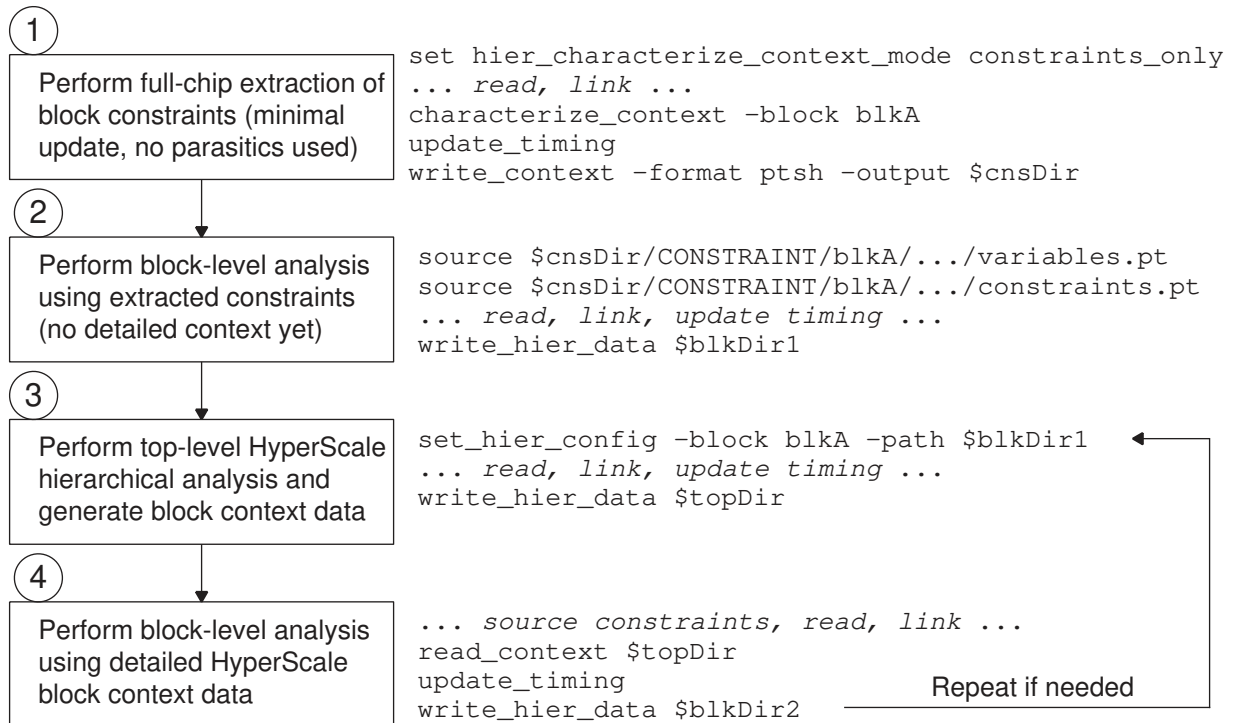 1
Perform full-chip extraction of
block constraints (minimal
update, no parasitics used)
set hier_characterize_context_mode constraints_only
... read, link ...
characterize_context –block blkA
update_timing
write_context –format ptsh –output $cnsDir
2
Perform block-level analysis
using extracted constraints
(no detailed context yet)
source $cnsDir/CONSTRAINT/blkA/.../variables.pt
source $cnsDir/CONSTRAINT/blkA/.../constraints.pt
... read, link, update timing ...
write_hier_data $blkDir1
3
Perform top-level HyperScale
hierarchical analysis and
generate block context data
set_hier_config –block blkA –path $blkDir1
... read, link, update timing ...
write_hier_data $topDir
4
Perform block-level analysis
using detailed HyperScale
block context data
... source constraints, read, link ...
read_context $topDir
update_timing
write_hier_data $blkDir2
Repeat if needed